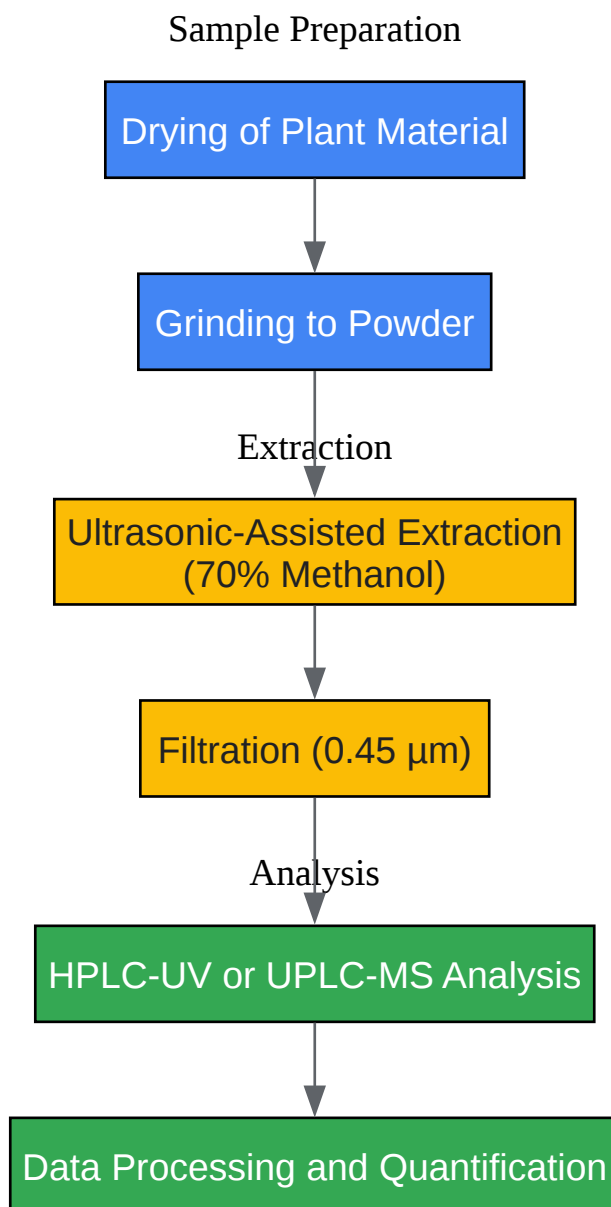 Sample Preparation
Drying of Plant Material
Grinding to Powder
Extraction
Ultrasonic-Assisted Extraction
(70% Methanol)
Filtration (0.45 µm)
Analysis
HPLC-UV or UPLC-MS Analysis
Data Processing and Quantification